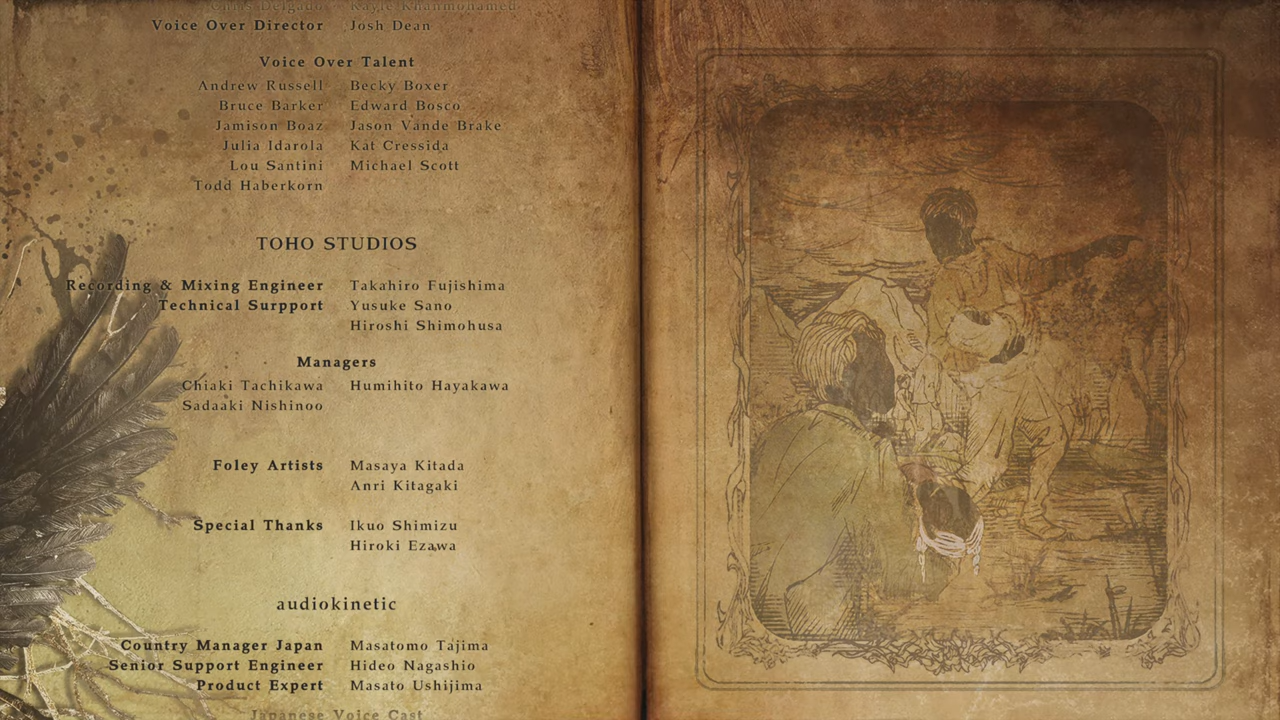 Chris Delgado Kayle Khanmohamed
Voice Over Director Josh Dean
Voice Over Talent
Andrew Russell Becky Boxer
Bruce Barker Edward Bosco
Jamison Boaz Jason Vande Brake
Julia Idarola Kat Cressida
Lou Santini Michael Scott
Todd Haberkorn
TOHO STUDIOS
Recording & Mixing Engineer Takahiro Fujishima
Technical Surpport Yusuke Sano
Hiroshi Shimohusa
Managers
Chiaki Tachikawa Humihito Hayakawa
Sadaaki Nishinoo
Foley Artists Masaya Kitada
Anri Kitagaki
Special Thanks Ikuo Shimizu
Hiroki Ezawa
audiokinetic
Country Manager Japan Masatomo Tajima
Senior Support Engineer Hideo Nagashio
Product Expert Masato Ushijima
Japanese Voice Cast